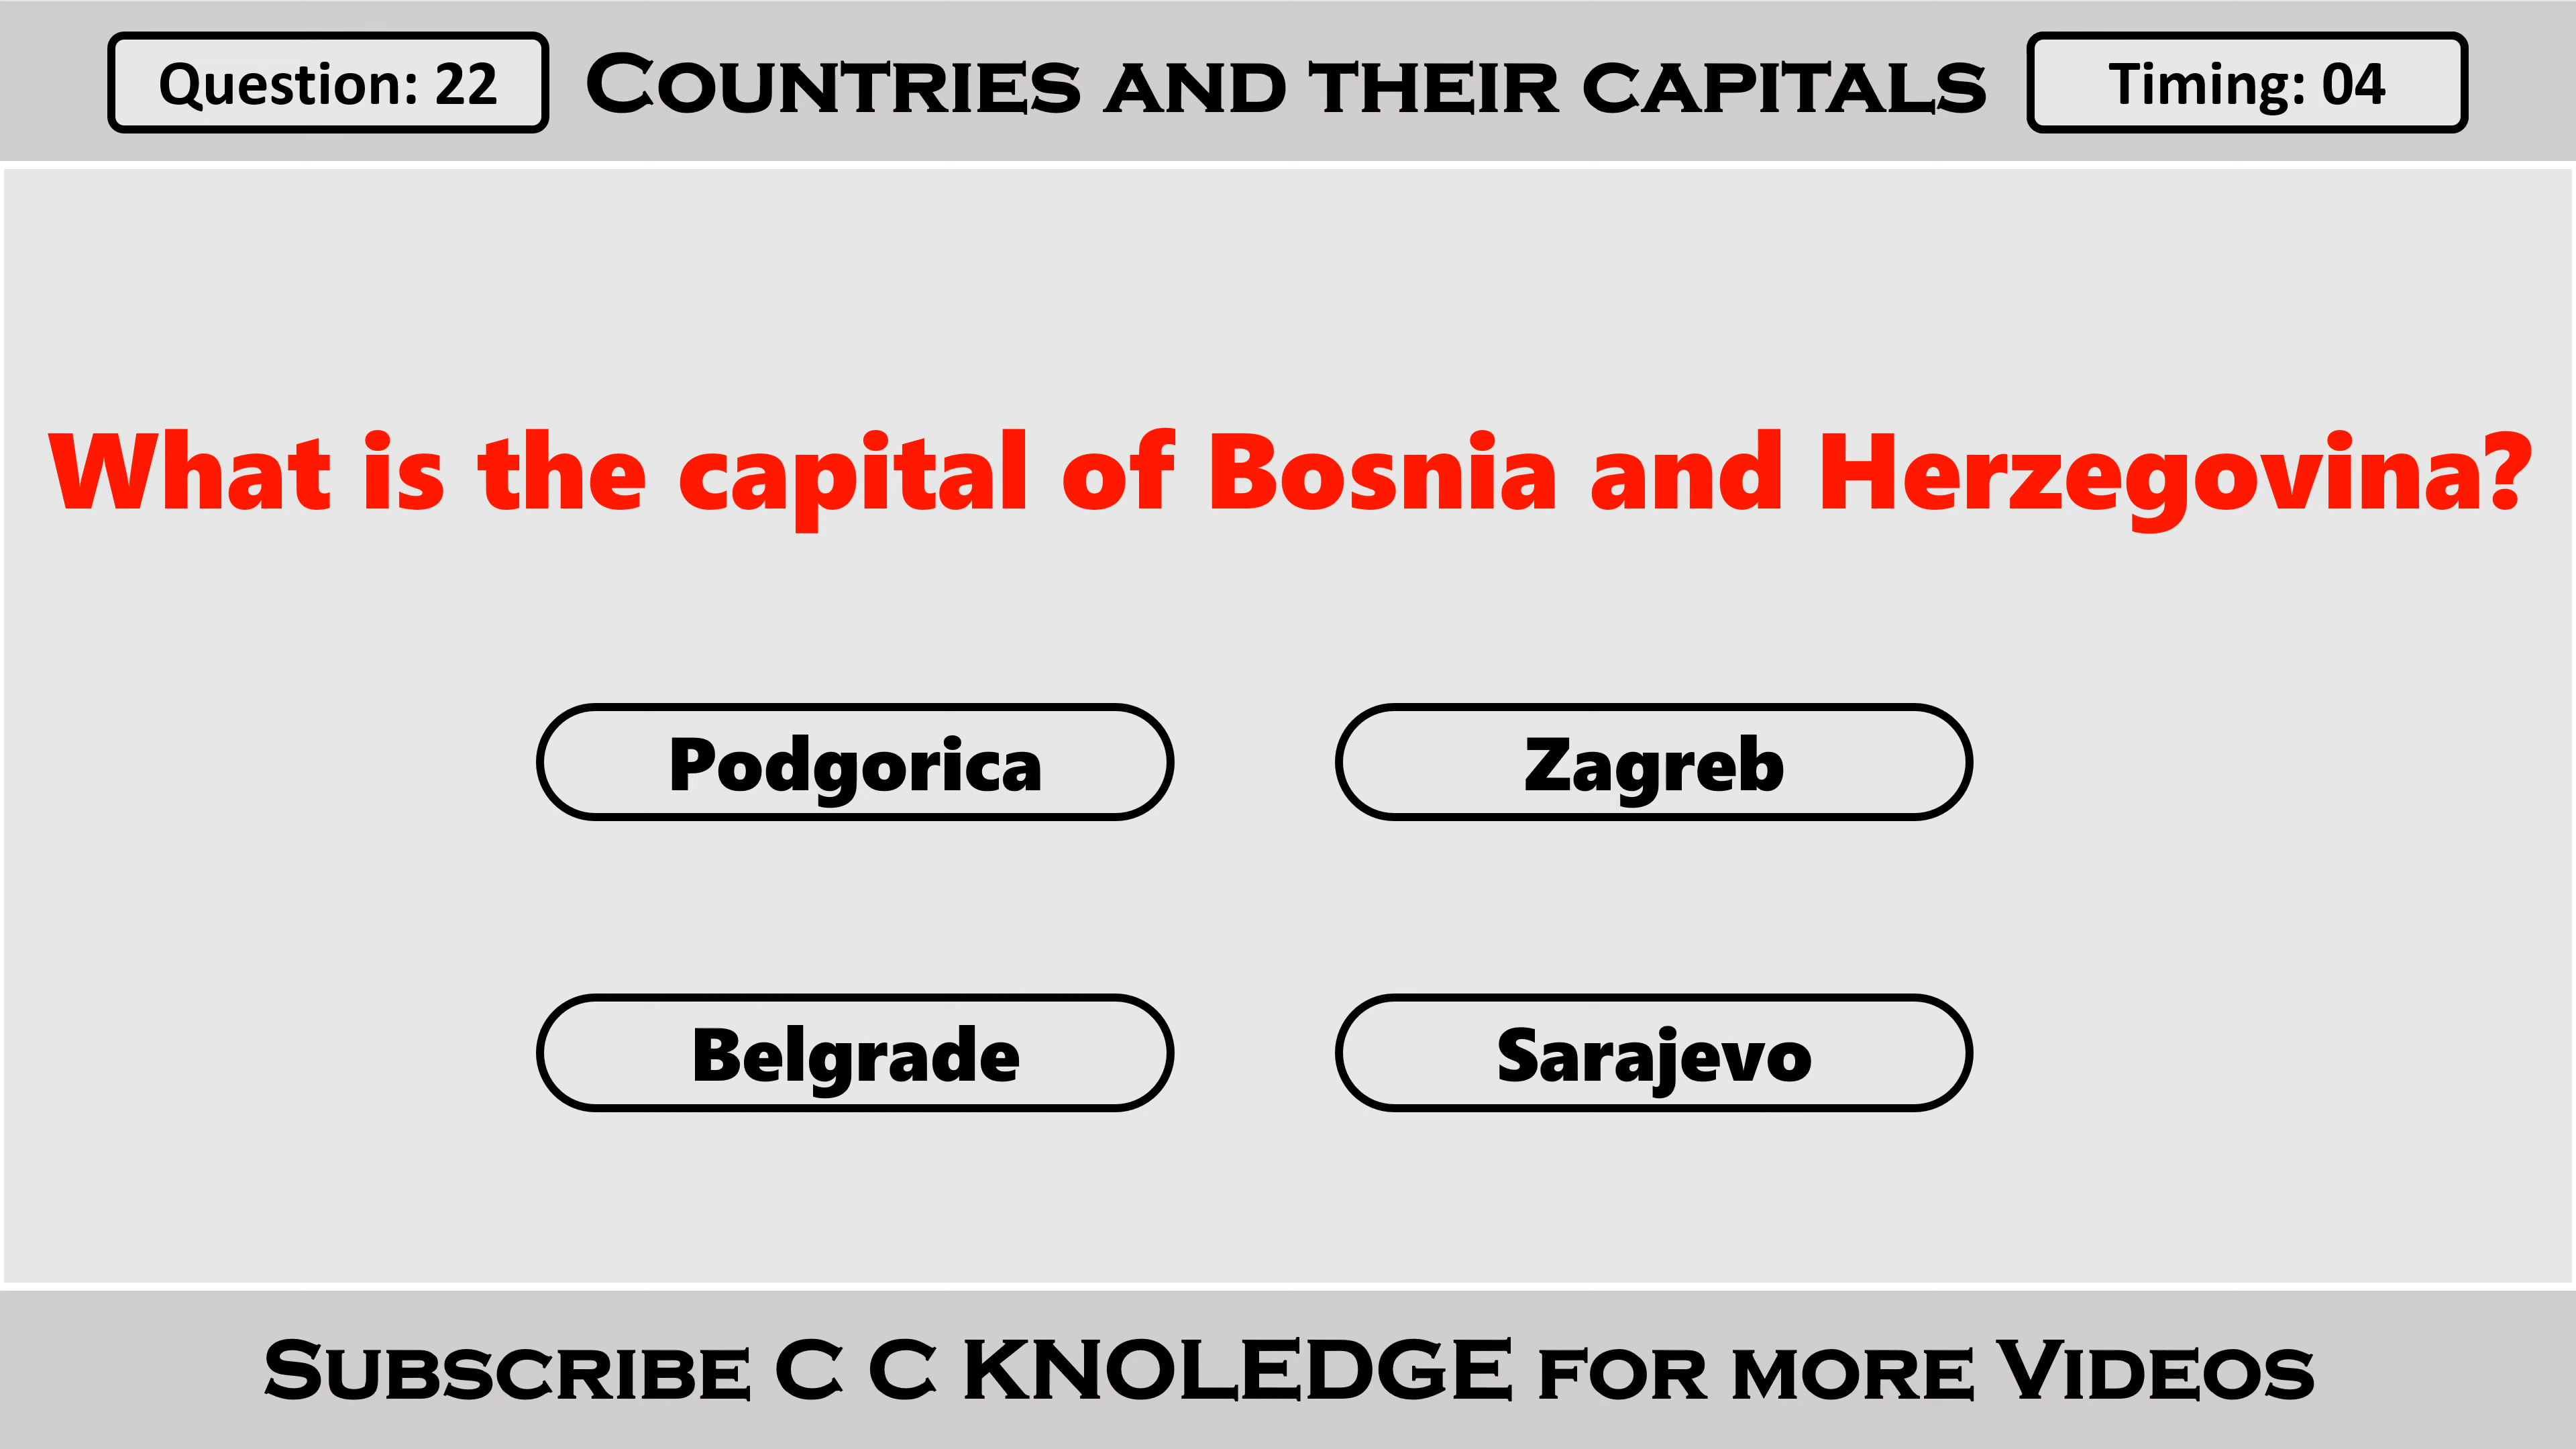 Question: 22
COUNTRIES AND THEIR CAPITALS
Timing: 04
What is the capital of Bosnia and Herzegovina?
Podgorica
Zagreb
Belgrade
Sarajevo
SUBSCRIBE C C KNOLEDGE FOR MORE VIDEOS